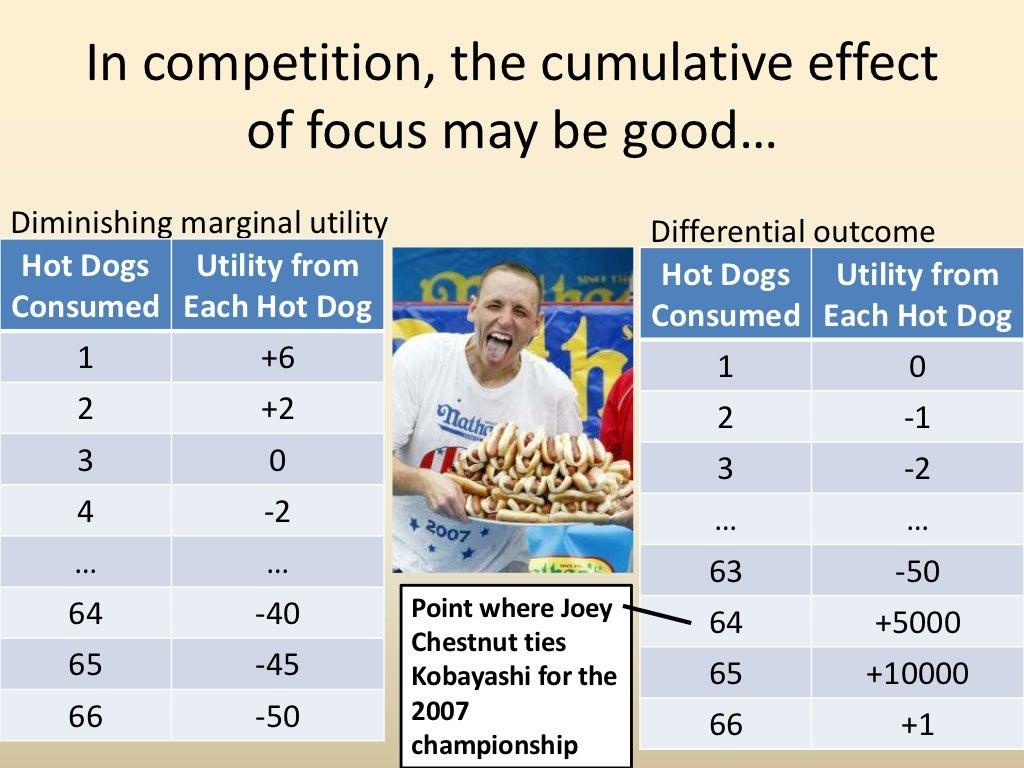 In competition, the cumulative effect
of focus may be good…
Diminishing marginal utility
Hot Dogs Consumed | Utility from Each Hot Dog
1 | +6
2 | +2
3 | 0
4 | -2
… | …
64 | -40
65 | -45
66 | -50
2007
Point where Joey
Chestnut ties
Kobayashi for the
2007
championship
Differential outcome
Hot Dogs Consumed | Utility from Each Hot Dog
1 | 0
2 | -1
3 | -2
… | …
63 | -50
64 | +5000
65 | +10000
66 | +1